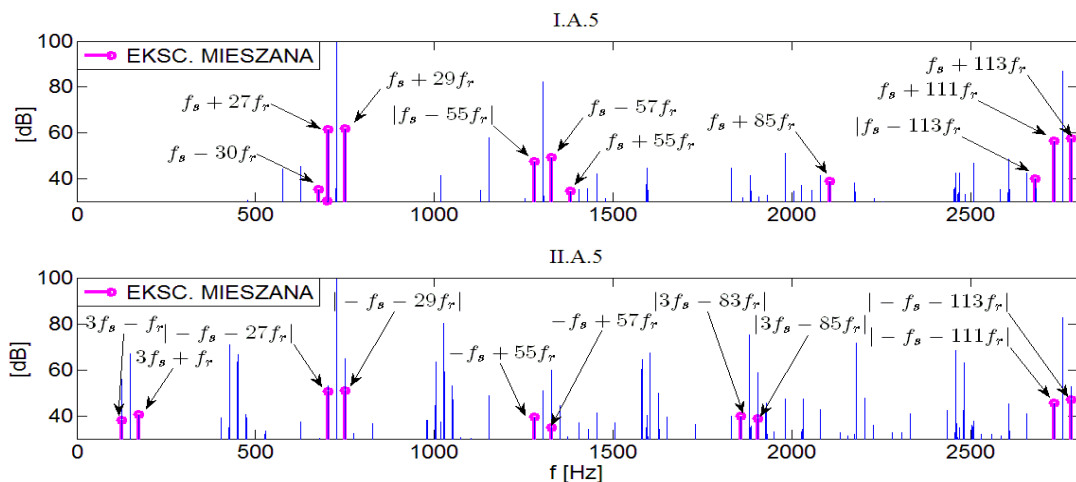 I.A.5
100
80
60
40
[dB]
EKSC. MIESZANA
f_s + 27f_r
f_s + 29f_r
f_s − 30f_r
|f_s − 55f_r|
f_s − 57f_r
f_s + 55f_r
f_s + 85f_r
f_s + 113f_r
f_s + 111f_r
|f_s − 113f_r
0
500
1000
1500
2000
2500
II.A.5
100
80
60
40
[dB]
EKSC. MIESZANA
3f_s − f_r
3f_s + f_r
|− f_s − 27f_r|
|− f_s − 29f_r|
−f_s + 55f_r
−f_s + 57f_r
|3f_s − 83f_r|
|3f_s − 85f_r|
|− f_s − 113f_r|
|− f_s − 111f_r|
0
500
1000
1500
2000
2500
f [Hz]